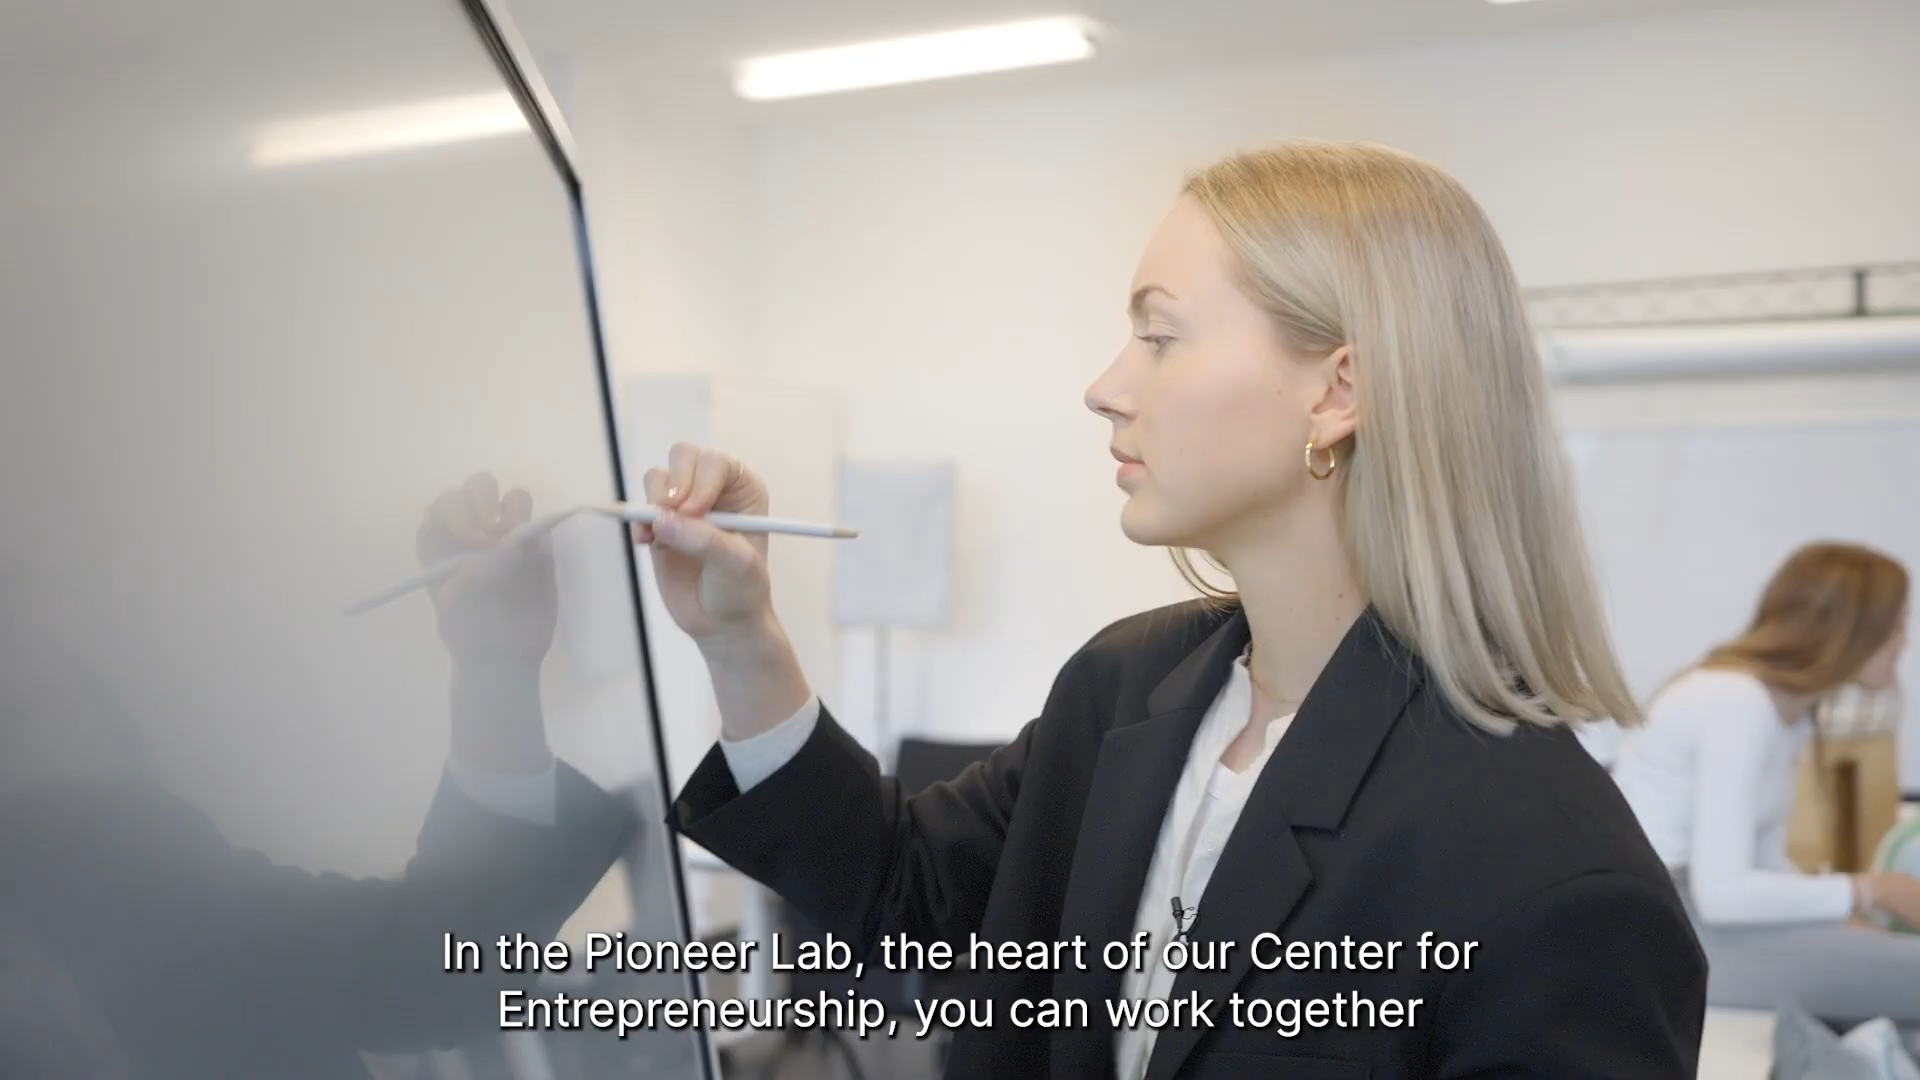 In the Pioneer Lab, the heart of our Center for
Entrepreneurship, you can work together